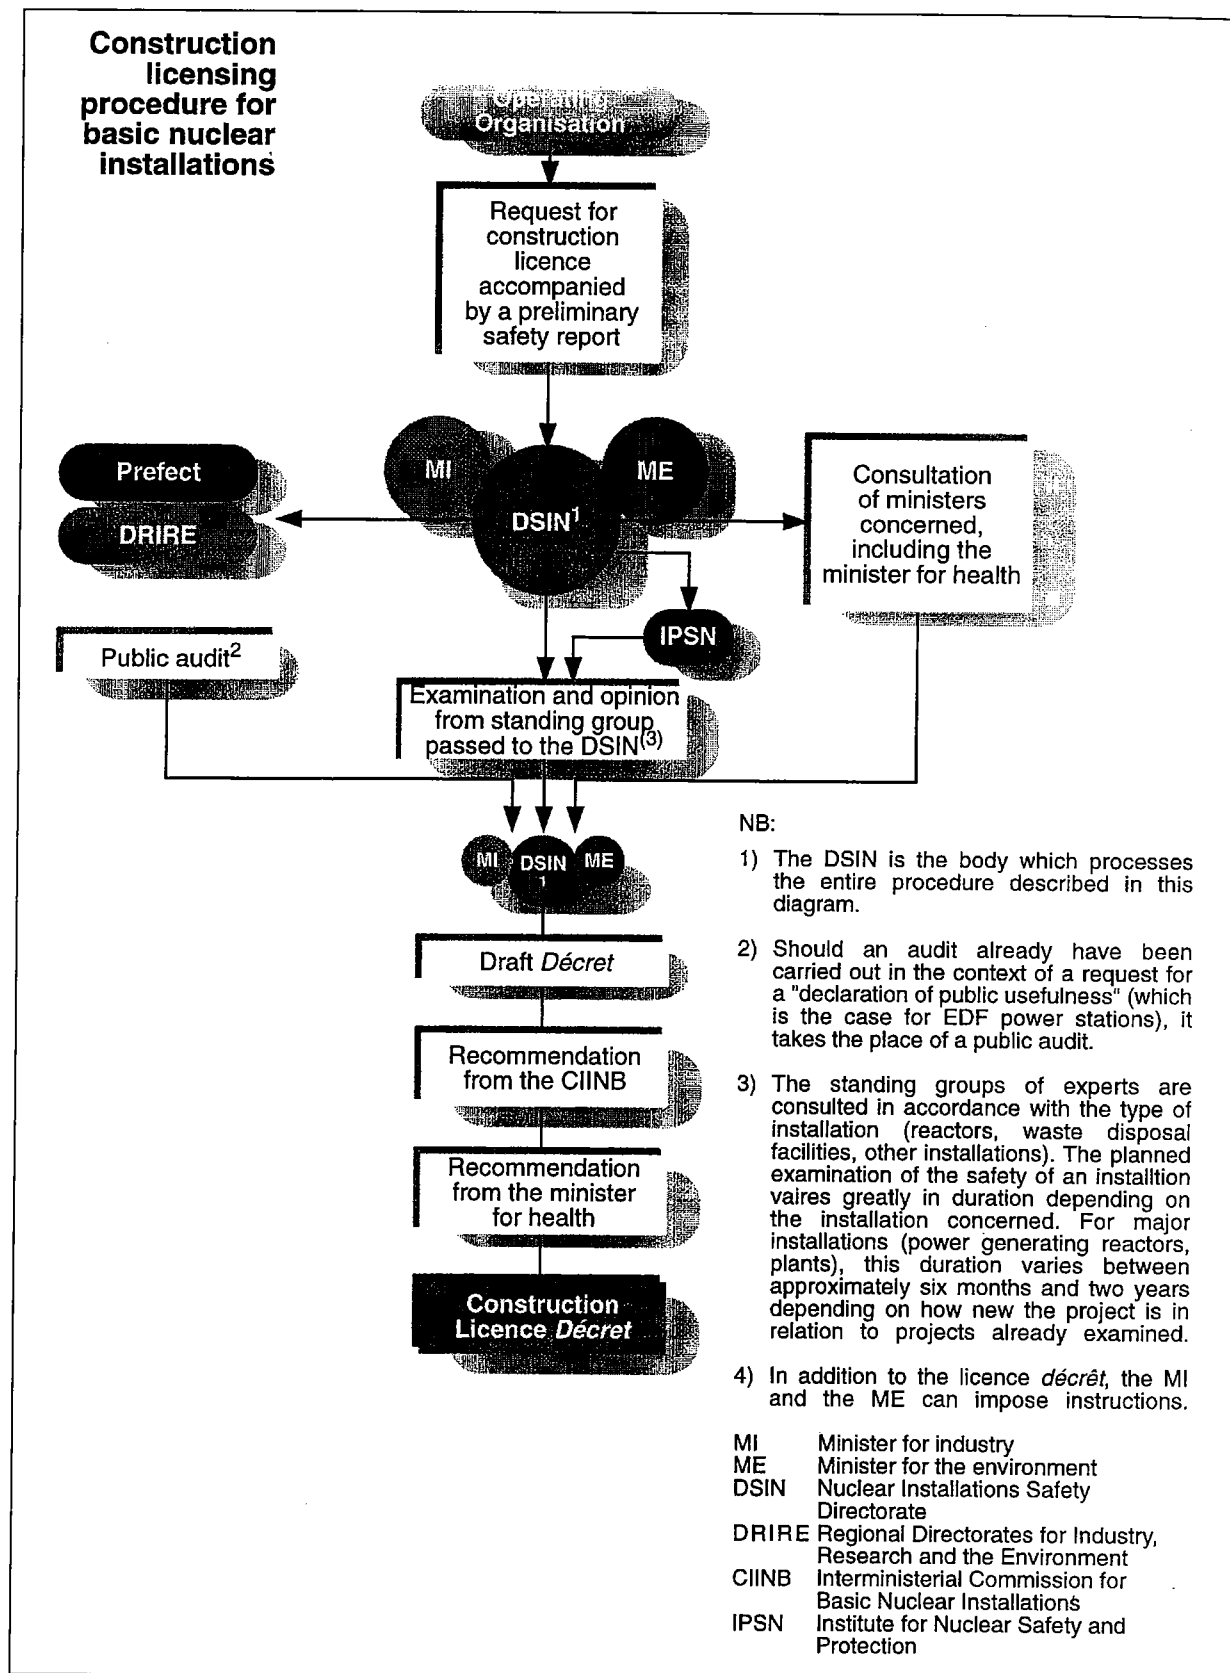 Construction
licensing
procedure for
basic nuclear
installations
Operating
Organisation
Request for
construction
licence
accompanied
by a preliminary
safety report
MI
ME
DSIN1
Prefect
DRIRE
Consultation
of ministers
concerned,
including the
minister for health
IPSN
Public audit2
Examination and opinion
from standing group
passed to the DSIN(3)
MI
DSIN
1
ME
Draft Décret
Recommendation
from the CIINB
Recommendation
from the minister
for health
Construction
Licence Décret
NB:
1) The DSIN is the body which processes
the entire procedure described in this
diagram.
2) Should an audit already have been
carried out in the context of a request for
a "declaration of public usefulness" (which
is the case for EDF power stations), it
takes the place of a public audit.
3) The standing groups of experts are
consulted in accordance with the type of
installation (reactors, waste disposal
facilities, other installations). The planned
examination of the safety of an installtion
vaires greatly in duration depending on
the installation concerned. For major
installations (power generating reactors,
plants), this duration varies between
approximately six months and two years
depending on how new the project is in
relation to projects already examined.
4) In addition to the licence décrêt, the MI
and the ME can impose instructions.
MI Minister for industry
ME Minister for the environment
DSIN Nuclear Installations Safety
Directorate
DRIRE Regional Directorates for Industry,
Research and the Environment
CIINB Interministerial Commission for
Basic Nuclear Installations
IPSN Institute for Nuclear Safety and
Protection